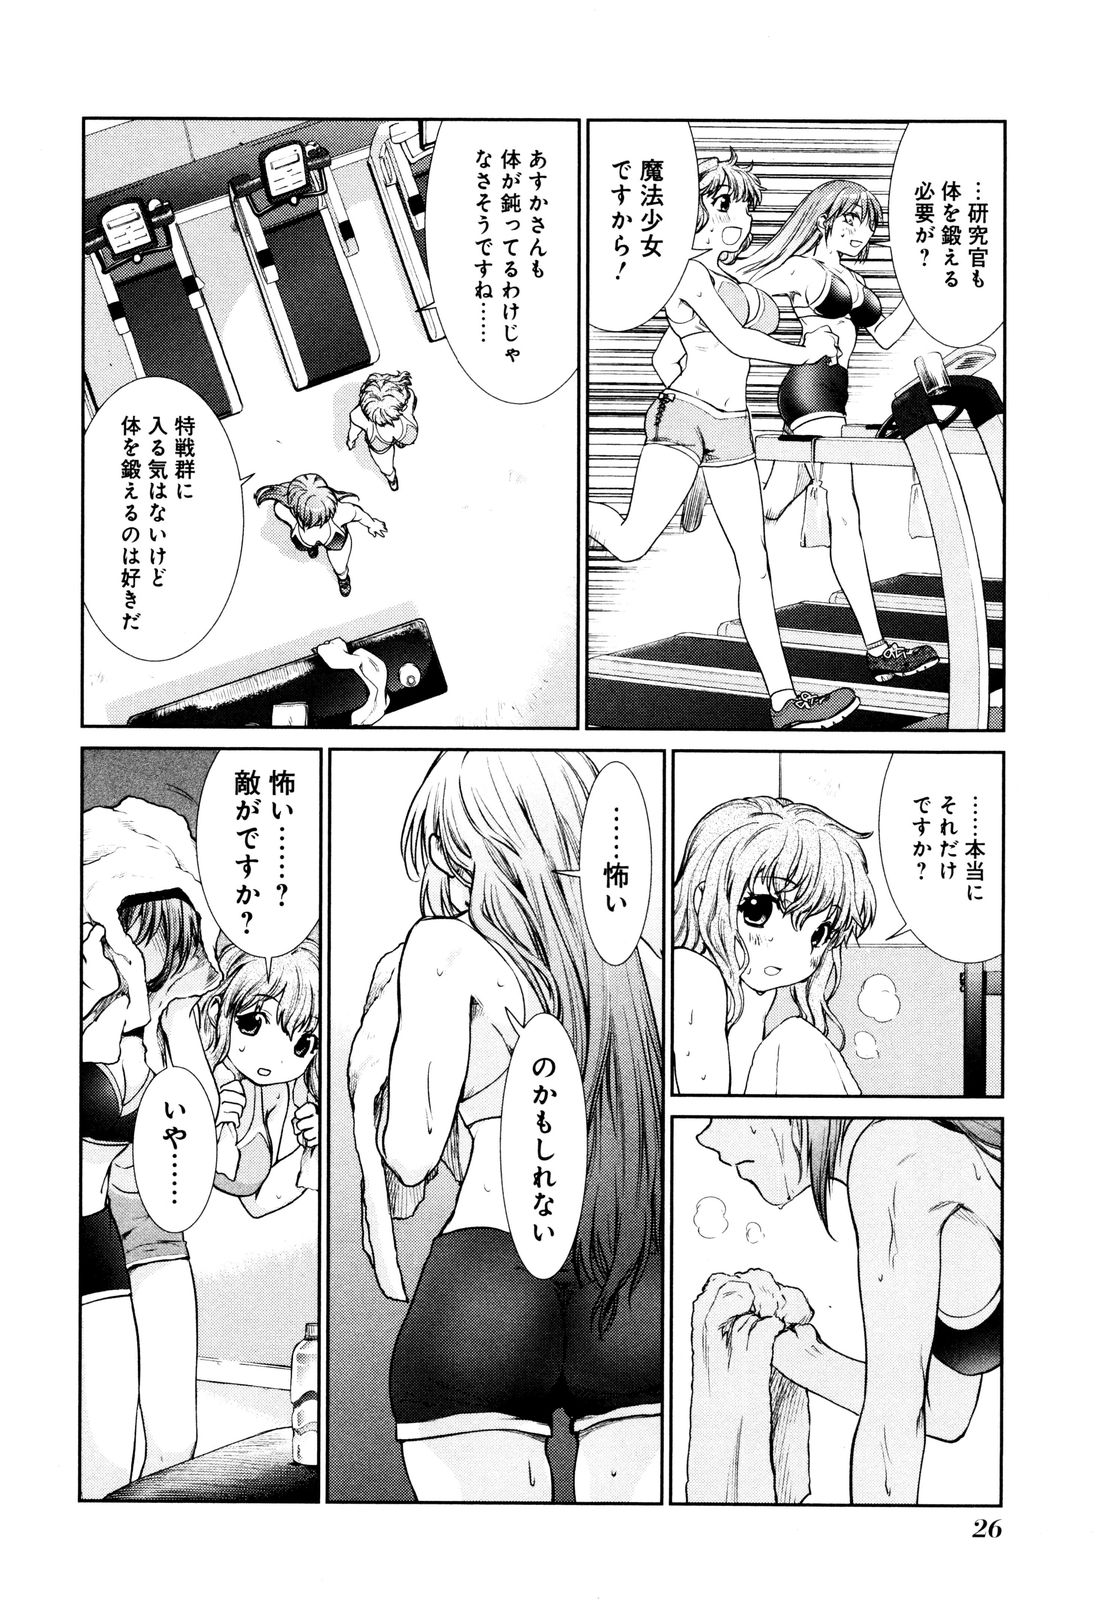 …研究官も
体を鍛える
必要が？
魔法少女
ですから！
あすかさんも
体が鈍ってるわけじゃ
なさそうですね……
特戦群に
入る気はないけど
体を鍛えるのは好きだ
……本当に
それだけ
ですか？
……怖い
のかもしれない
怖い……？
敵がですか？
いや……
26